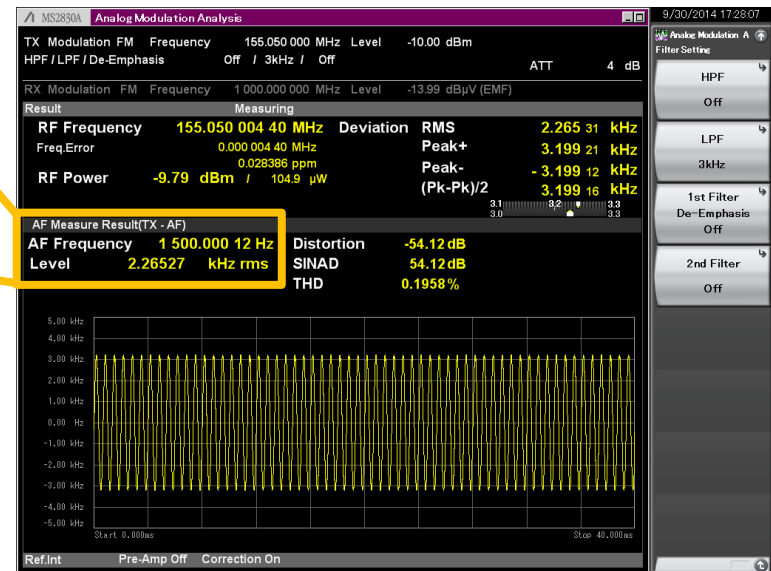 MS2830A Analog Modulation Analysis
9/30/2014 17:28:07
TX Modulation FM Frequency 155.050 000 MHz Level -10.00 dBm
HPF / LPF / De-Emphasis Off / 3kHz / Off
ATT 4 dB
RX Modulation FM Frequency 1 000.000 000 MHz Level -13.99 dBµV (EMF)
Result Measuring
RF Frequency 155.050 004 40 MHz Deviation RMS 2.265 31 kHz
Freq.Error 0.000 004 40 MHz Peak+ 3.199 21 kHz
0.028386 ppm Peak- - 3.199 12 kHz
RF Power -9.79 dBm / 104.9 µW
(Pk-Pk)/2 3.199 16 kHz
3.1 3.2 3.3
3.0 3.3
AF Measure Result(TX - AF)
AF Frequency 1 500.000 12 Hz Distortion -54.12 dB
Level 2.26527 kHz rms SINAD 54.12 dB
THD 0.1958 %
5.00 kHz
4.00 kHz
3.00 kHz
2.00 kHz
1.00 kHz
0.00 Hz
-1.00 kHz
-2.00 kHz
-3.00 kHz
-4.00 kHz
-5.00 kHz
Start 0.000ms Stop 40.000ms
Ref.Int Pre-Amp Off Correction On
Analog Modulation A
Filter Setting
HPF
Off
LPF
3kHz
1st Filter
De-Emphasis
Off
2nd Filter
Off